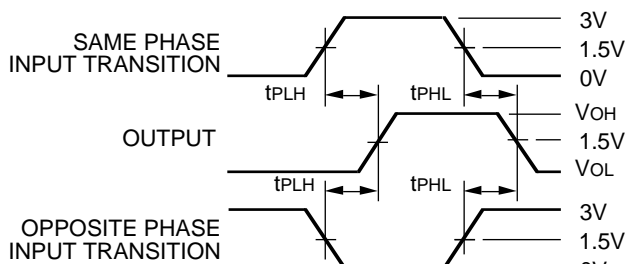 SAME PHASE
INPUT TRANSITION
3V
1.5V
0V
tPLH
tPHL
OUTPUT
VOH
1.5V
VOL
tPLH
tPHL
OPPOSITE PHASE
INPUT TRANSITION
3V
1.5V